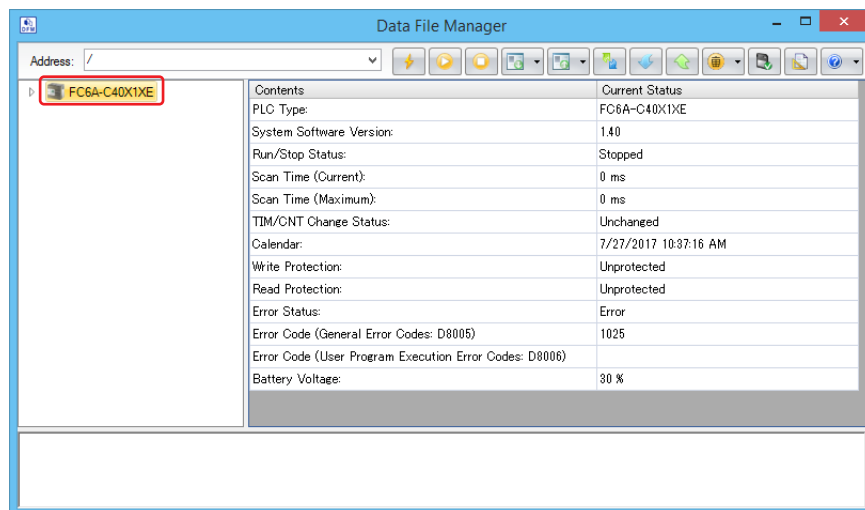 Data File Manager
Address: /
FC6A-C40X1XE
Contents Current Status
PLC Type: FC6A-C40X1XE
System Software Version: 1.40
Run/Stop Status: Stopped
Scan Time (Current): 0 ms
Scan Time (Maximum): 0 ms
TIM/CNT Change Status: Unchanged
Calendar: 7/27/2017 10:37:16 AM
Write Protection: Unprotected
Read Protection: Unprotected
Error Status: Error
Error Code (General Error Codes: D8005) 1025
Error Code (User Program Execution Error Codes: D8006)
Battery Voltage: 30 %